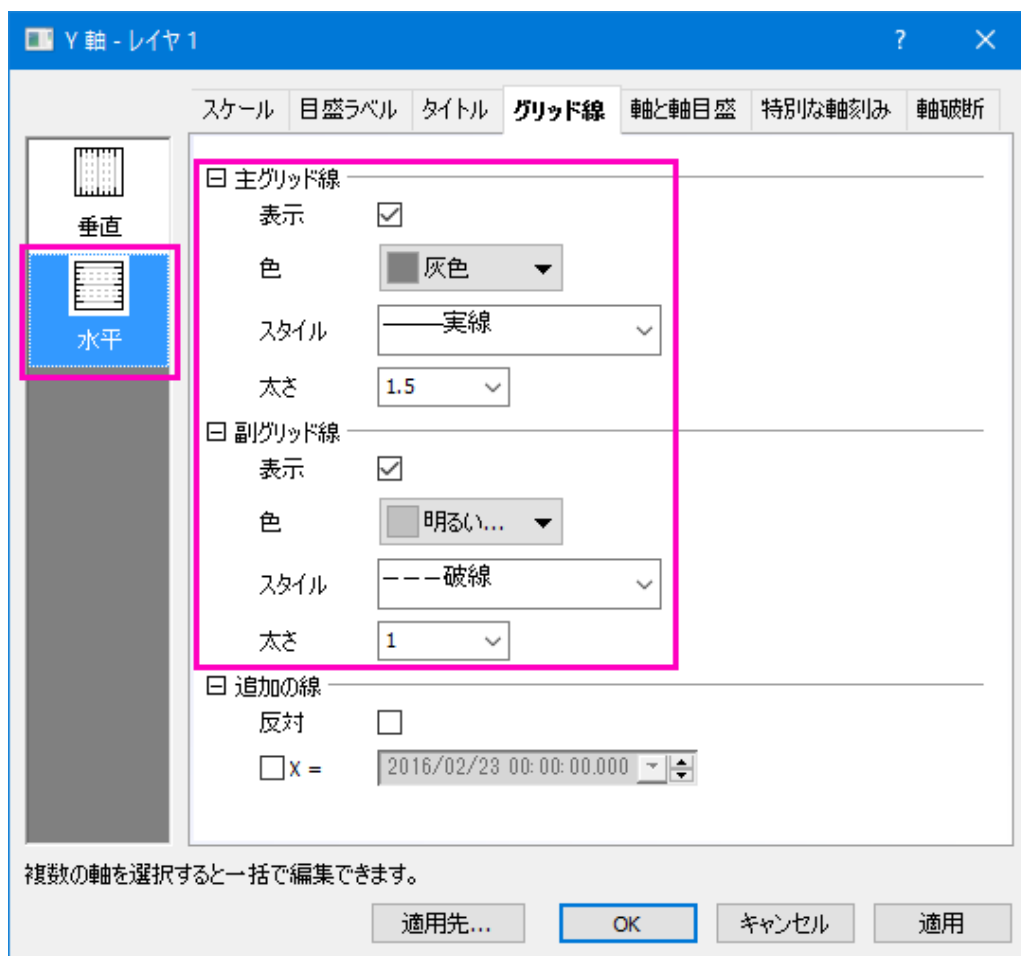 Y 軸 - レイヤ 1
スケール 目盛ラベル タイトル グリッド線 軸と軸目盛 特別な軸刻み 軸破断
垂直
水平
主グリッド線
表示
色 灰色
スタイル 実線
太さ 1.5
副グリッド線
表示
色 明るい...
スタイル 破線
太さ 1
追加の線
反対
X = 2016/02/23 00:00:00.000
複数の軸を選択すると一括で編集できます。
適用先... OK キャンセル 適用